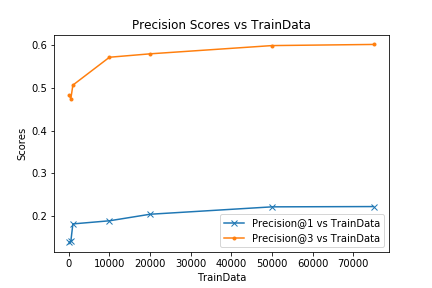 Precision Scores vs TrainData
Scores
0.6
0.5
0.4
0.3
0.2
Precision@1 vs TrainData
Precision@3 vs TrainData
0 10000 20000 30000 40000 50000 60000 70000
TrainData